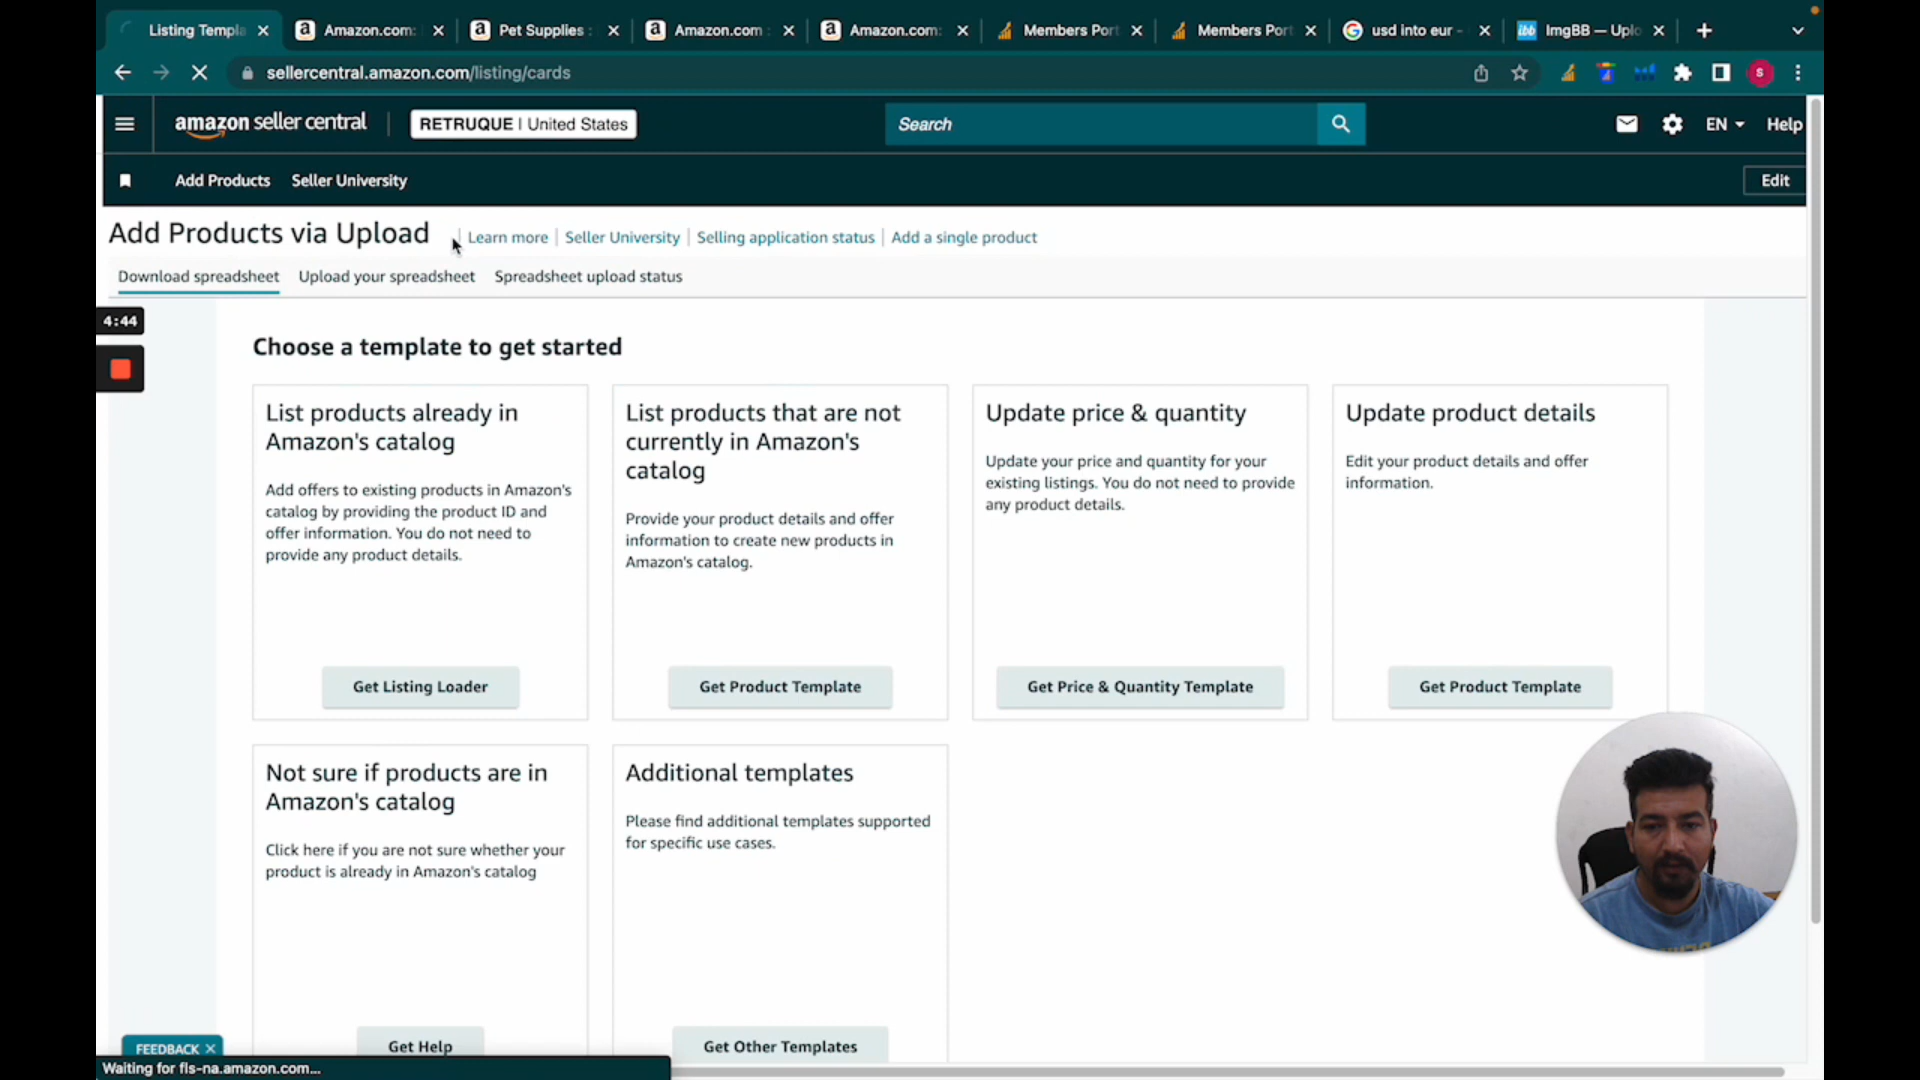 Listing Templa
Amazon.com:
Pet Supplies :
Amazon.com :
Amazon.com:
Members Port
Members Port
usd into eur -
ImgBB — Uplo
sellercentral.amazon.com/listing/cards
amazon seller central
RETRUQUE | United States
Search
EN
Help
Add Products
Seller University
Edit
Add Products via Upload
Learn more
Seller University
Selling application status
Add a single product
Download spreadsheet
Upload your spreadsheet
Spreadsheet upload status
4:44
Choose a template to get started
List products already in
Amazon's catalog
Add offers to existing products in Amazon's
catalog by providing the product ID and
offer information. You do not need to
provide any product details.
Get Listing Loader
List products that are not
currently in Amazon's
catalog
Provide your product details and offer
information to create new products in
Amazon's catalog.
Get Product Template
Update price & quantity
Update your price and quantity for your
existing listings. You do not need to provide
any product details.
Get Price & Quantity Template
Update product details
Edit your product details and offer
information.
Get Product Template
Not sure if products are in
Amazon's catalog
Click here if you are not sure whether your
product is already in Amazon's catalog
Get Help
Additional templates
Please find additional templates supported
for specific use cases.
Get Other Templates
FEEDBACK
Waiting for fls-na.amazon.com...